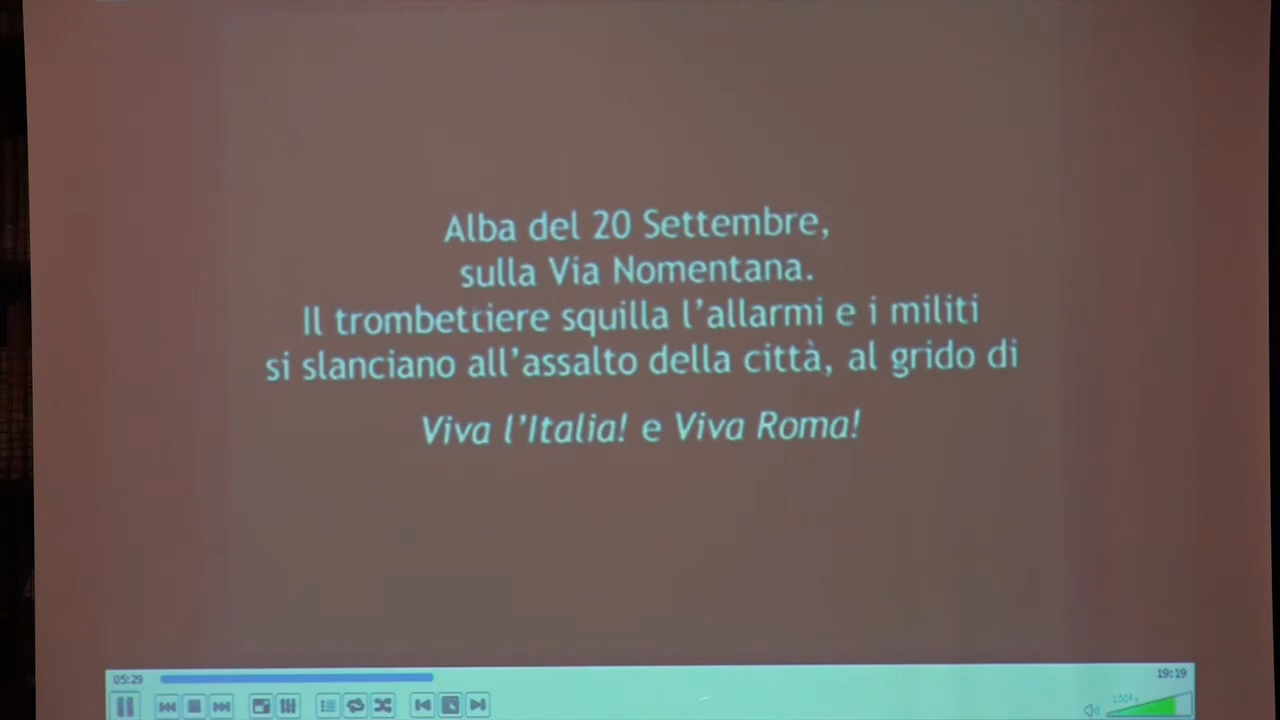 Alba del 20 Settembre,
sulla Via Nomentana.
Il trombettiere squilla l'allarmi e i militi
si slanciano all'assalto della città, al grido di
Viva l'Italia! e Viva Roma!
05:29
19:19
100%